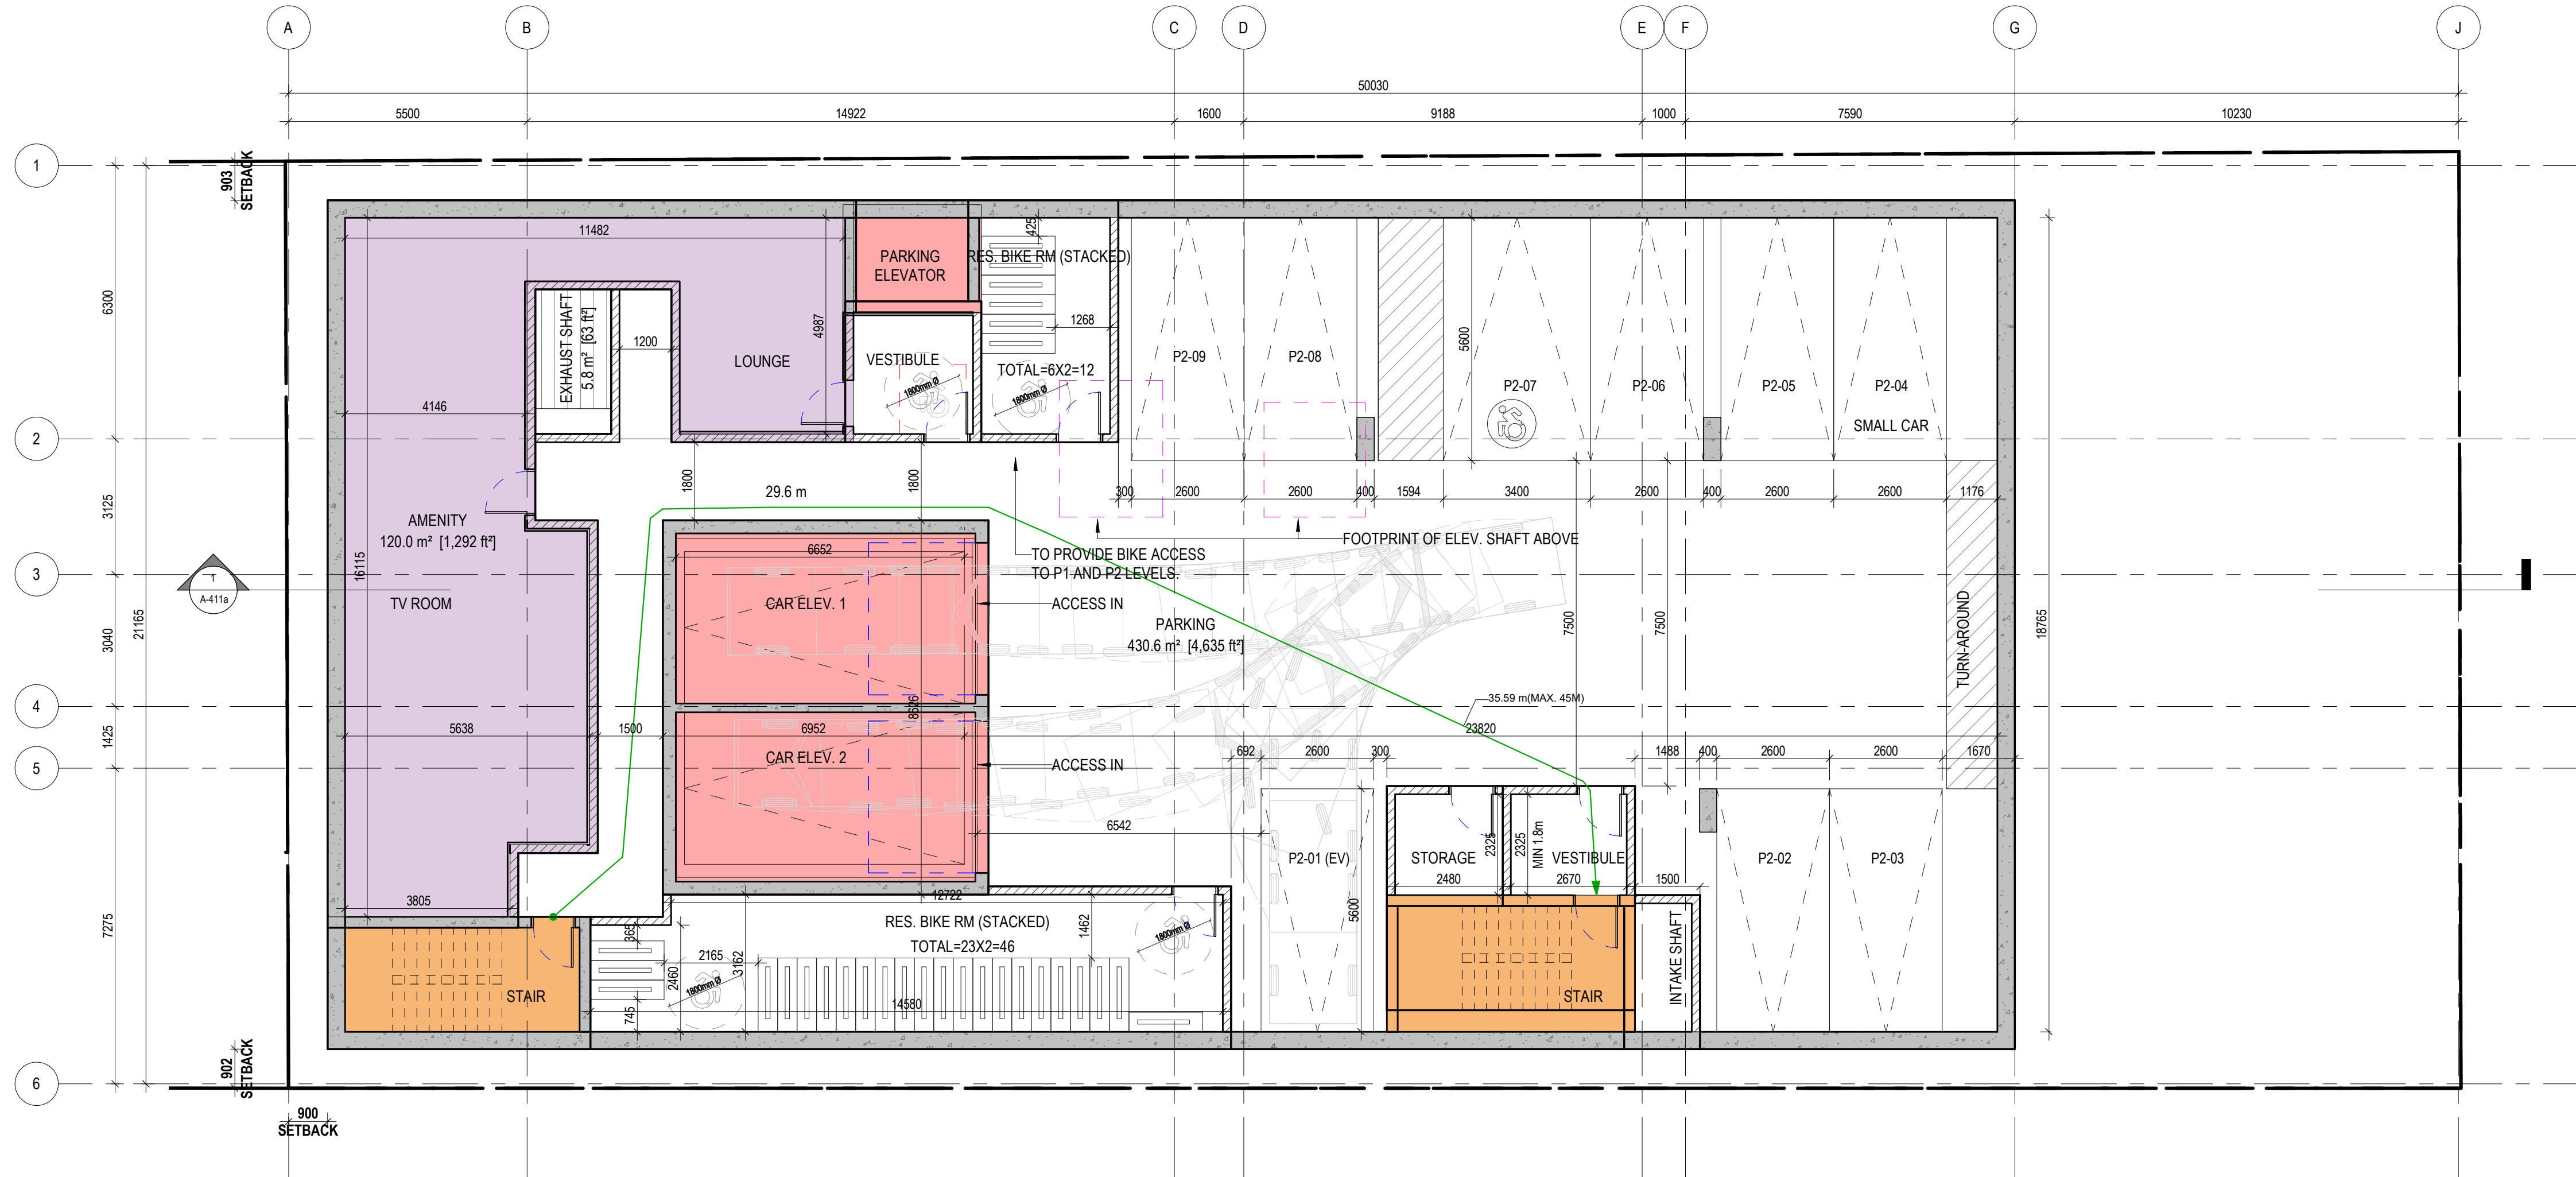 A
B
C
D
E
F
G
J
50030
5500
14922
1600
9188
1000
7590
10230
1
2
3
4
5
6
903
SETBACK
6300
3125
3040
1425
7275
21165
902
SETBACK
900
SETBACK
11482
PARKING
ELEVATOR
425
RES. BIKE RM (STACKED)
EXHAUST SHAFT
5.8 m² [63 ft²]
1200
LOUNGE
4987
VESTIBULE
1800mm Ø
1268
TOTAL=6X2=12
1800mm Ø
P2-09
P2-08
5600
P2-07
P2-06
P2-05
P2-04
SMALL CAR
4146
1800
29.6 m
1800
300
2600
2600
400
1594
3400
2600
400
2600
2600
1176
AMENITY
120.0 m² [1,292 ft²]
16115
TV ROOM
1
A-411a
6652
CAR ELEV. 1
TO PROVIDE BIKE ACCESS
TO P1 AND P2 LEVELS.
ACCESS IN
FOOTPRINT OF ELEV. SHAFT ABOVE
PARKING
430.6 m² [4,635 ft²]
7500
7500
TURN-AROUND
18765
35.59 m(MAX. 45M)
8626
5638
1500
6952
23820
CAR ELEV. 2
ACCESS IN
692
2600
300
1488
400
2600
2600
1670
6542
P2-01 (EV)
5600
STORAGE
2325
2325
MIN 1.8m
VESTIBULE
2480
2670
1500
P2-02
P2-03
3805
12722
RES. BIKE RM (STACKED)
TOTAL=23X2=46
1462
1800mm Ø
365
2165
2460
3162
1800mm Ø
745
14580
STAIR
STAIR
INTAKE SHAFT